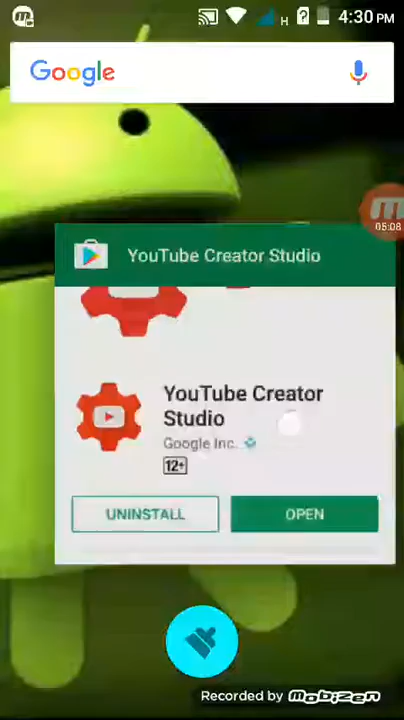 H
4:30 PM
Google
05:08
YouTube Creator Studio
YouTube Creator
Studio
Google Inc.
12+
UNINSTALL
OPEN
Recorded by mobizen